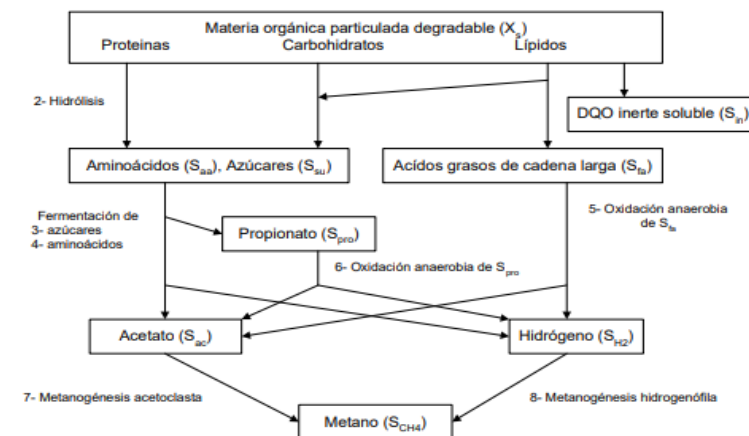 Materia orgánica particulada degradable (Xs)
Proteinas Carbohidratos Lípidos
2- Hidrólisis
DQO inerte soluble (Sin)
Aminoácidos (Saa), Azúcares (Ssu)
Acídos grasos de cadena larga (Sfa)
Fermentación de
3- azúcares
4- aminoácidos
Propionato (Spro)
5- Oxidación anaerobia
de Sfa
6- Oxidación anaerobia de Spro
Acetato (Sac)
Hidrógeno (SH2)
7- Metanogénesis acetoclasta
8- Metanogénesis hidrogenófila
Metano (SCH4)